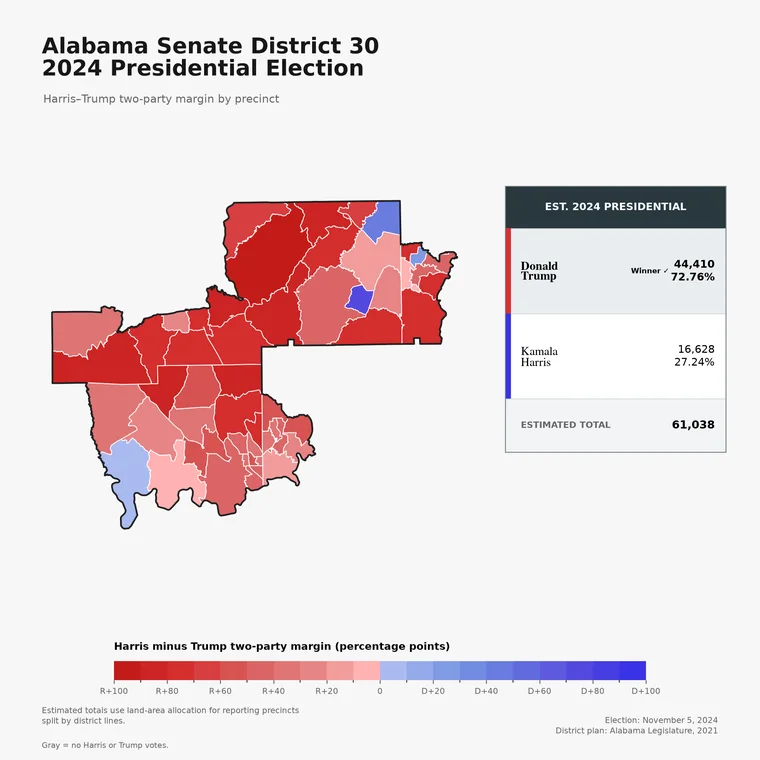 Alabama Senate District 30
2024 Presidential Election
Harris–Trump two-party margin by precinct
EST. 2024 PRESIDENTIAL
Donald
Trump
Winner ✓
44,410
72.76%
Kamala
Harris
16,628
27.24%
ESTIMATED TOTAL
61,038
Harris minus Trump two-party margin (percentage points)
R+100 R+80 R+60 R+40 R+20 0 D+20 D+40 D+60 D+80 D+100
Estimated totals use land-area allocation for reporting precincts
split by district lines.
Gray = no Harris or Trump votes.
Election: November 5, 2024
District plan: Alabama Legislature, 2021